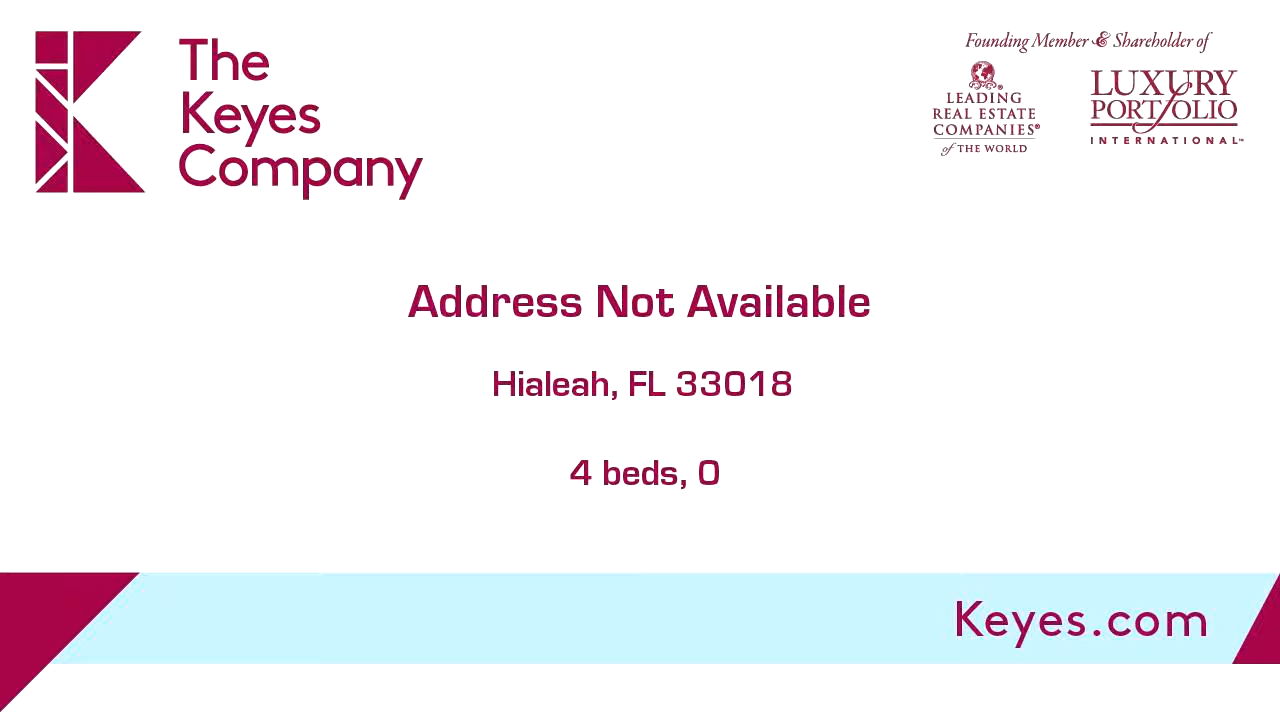 The
Keyes
Company
Founding Member & Shareholder of
LEADING
REAL ESTATE
COMPANIES®
of THE WORLD
LUXURY
PORTFOLIO
INTERNATIONAL™
Address Not Available
Hialeah, FL 33018
4 beds, 0
Keyes.com